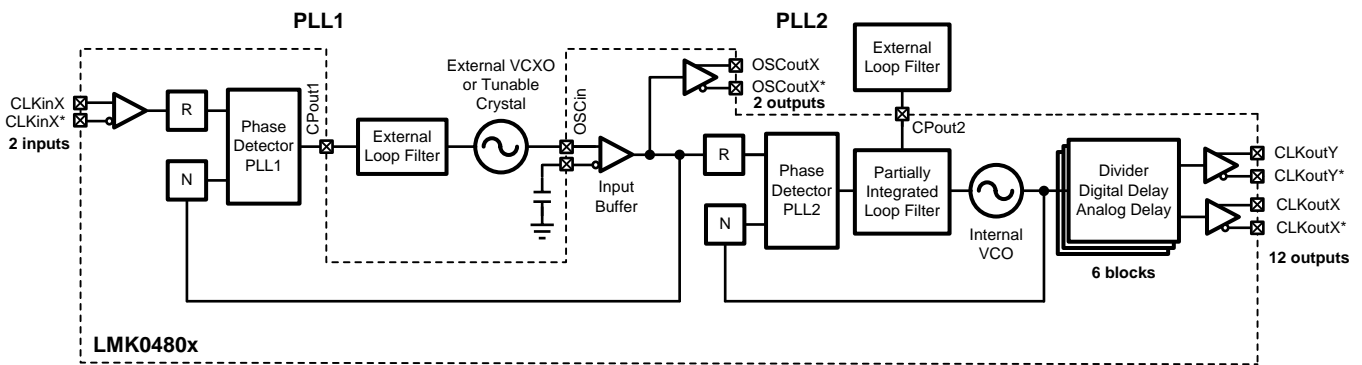 PLL1
PLL2
CLKinX
CLKinX*
2 inputs
R
N
Phase
Detector
PLL1
CPout1
External
Loop Filter
External VCXO
or Tunable
Crystal
OSCin
Input
Buffer
OSCoutX
OSCoutX*
2 outputs
External
Loop Filter
CPout2
R
N
Phase
Detector
PLL2
Partially
Integrated
Loop Filter
Internal
VCO
Divider
Digital Delay
Analog Delay
6 blocks
CLKoutY
CLKoutY*
CLKoutX
CLKoutX*
12 outputs
LMK0480x